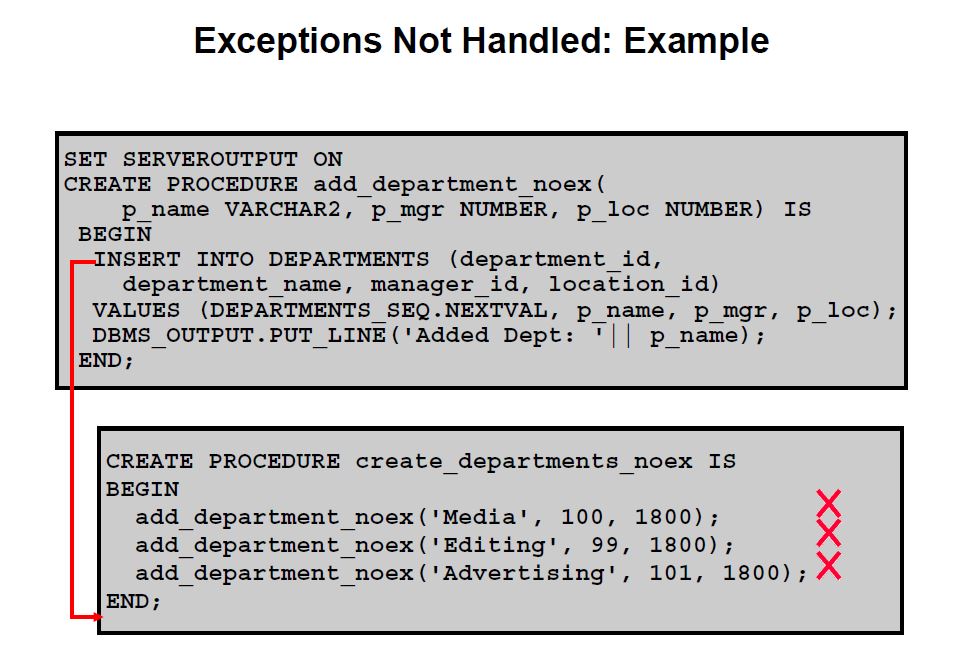 Exceptions Not Handled: Example
SET SERVEROUTPUT ON
CREATE PROCEDURE add_department_noex(
    p_name VARCHAR2, p_mgr NUMBER, p_loc NUMBER) IS
 BEGIN
  INSERT INTO DEPARTMENTS (department_id,
    department_name, manager_id, location_id)
  VALUES (DEPARTMENTS_SEQ.NEXTVAL, p_name, p_mgr, p_loc);
  DBMS_OUTPUT.PUT_LINE('Added Dept: '|| p_name);
 END;
CREATE PROCEDURE create_departments_noex IS
BEGIN
  add_department_noex('Media', 100, 1800);
  add_department_noex('Editing', 99, 1800);
  add_department_noex('Advertising', 101, 1800);
END;